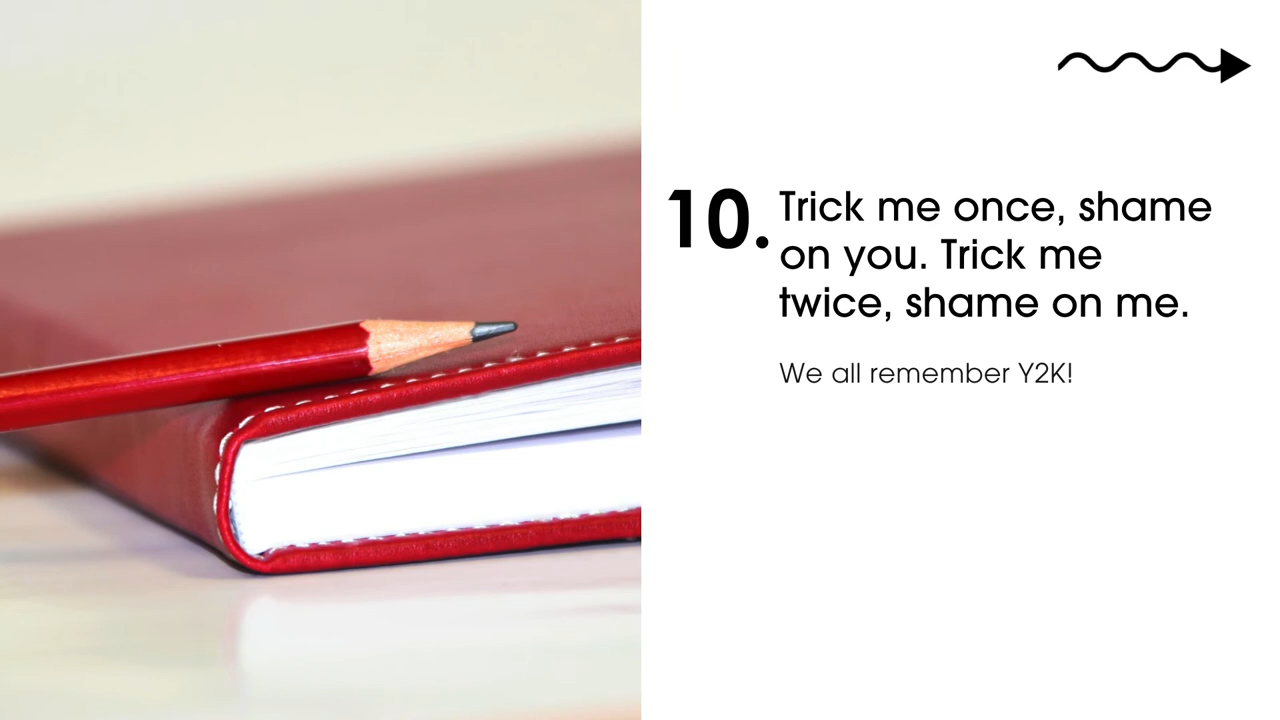 10. Trick me once, shame
on you. Trick me
twice, shame on me.
We all remember Y2K!